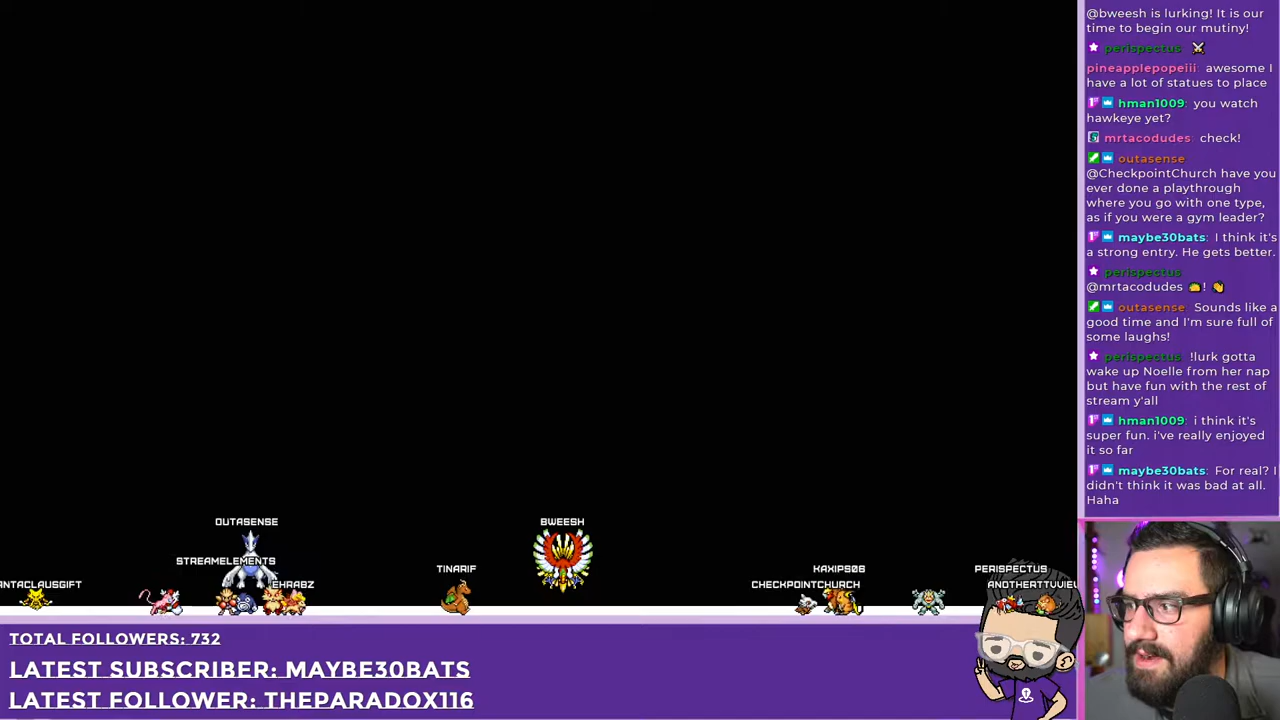 @bweesh is lurking! It is our
time to begin our mutiny!
perispectus
pineapplepopeiii: awesome I
have a lot of statues to place
hman1009: you watch
hawkeye yet?
mrtacodudes: check!
outasense
@CheckpointChurch have you
ever done a playthrough
where you go with one type,
as if you were a gym leader?
maybe30bats: I think it's
a strong entry. He gets better.
perispectus
@mrtacodudes 🌮! 👏
outasense: Sounds like a
good time and I'm sure full of
some laughs!
perispectus !lurk gotta
wake up Noelle from her nap
but have fun with the rest of
stream y'all
hman1009: i think it's
super fun. i've really enjoyed
it so far
maybe30bats: For real? I
didn't think it was bad at all.
Haha
OUTASENSE
BWEESH
STREAMELEMENTS
TINARIF
KAXIPS08
PERISPECTUS
ANTACLAUSGIFT
EHRABZ
CHECKPOINTCHURCH
TOTAL FOLLOWERS: 732
LATEST SUBSCRIBER: MAYBE30BATS
LATEST FOLLOWER: THEPARADOX116